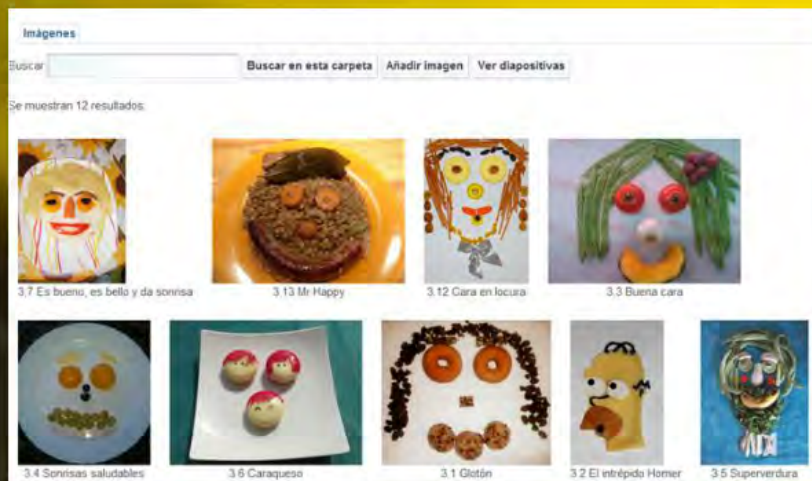 Imágenes
Buscar Buscar en esta carpeta Añadir imagen Ver diapositivas
Se muestran 12 resultados.
3.7 Es bueno, es bello y da sonrisa 3.13 Mr Happy 3.12 Cara en locura 3.3 Buena cara
3.4 Sonrisas saludables 3.6 Caraqueso 3.1 Glotón 3.2 El intrépido Homer 3.5 Superverdura